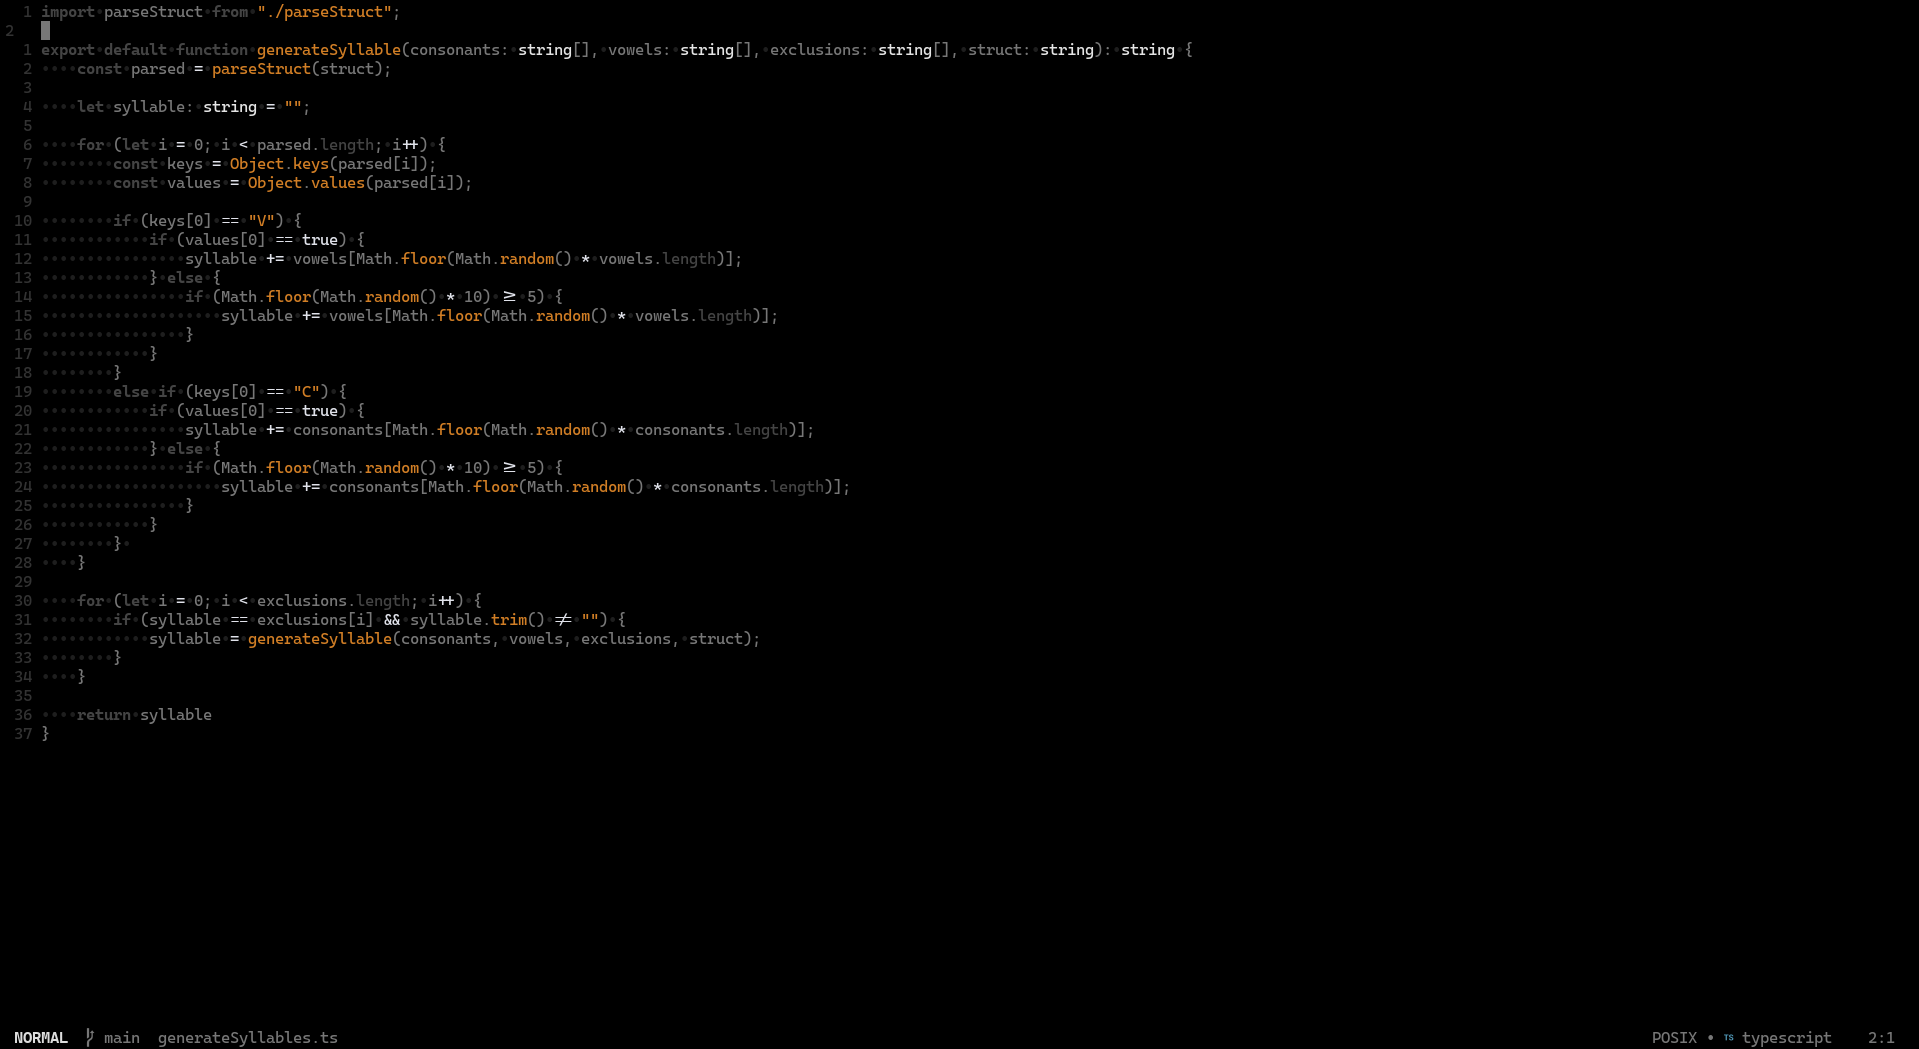 1 import parseStruct from "./parseStruct";
2
1 export default function generateSyllable(consonants: string[], vowels: string[], exclusions: string[], struct: string): string {
2     const parsed = parseStruct(struct);
3
4     let syllable: string = "";
5
6     for (let i = 0; i < parsed.length; i++) {
7         const keys = Object.keys(parsed[i]);
8         const values = Object.values(parsed[i]);
9
10         if (keys[0] == "V") {
11             if (values[0] == true) {
12                 syllable += vowels[Math.floor(Math.random() * vowels.length)];
13             } else {
14                 if (Math.floor(Math.random() * 10) ≥ 5) {
15                     syllable += vowels[Math.floor(Math.random() * vowels.length)];
16                 }
17             }
18         }
19         else if (keys[0] == "C") {
20             if (values[0] == true) {
21                 syllable += consonants[Math.floor(Math.random() * consonants.length)];
22             } else {
23                 if (Math.floor(Math.random() * 10) ≥ 5) {
24                     syllable += consonants[Math.floor(Math.random() * consonants.length)];
25                 }
26             }
27         }
28     }
29
30     for (let i = 0; i < exclusions.length; i++) {
31         if (syllable == exclusions[i] && syllable.trim() ≠ "") {
32             syllable = generateSyllable(consonants, vowels, exclusions, struct);
33         }
34     }
35
36     return syllable
37 }
NORMAL main generateSyllables.ts POSIX • TS typescript 2:1